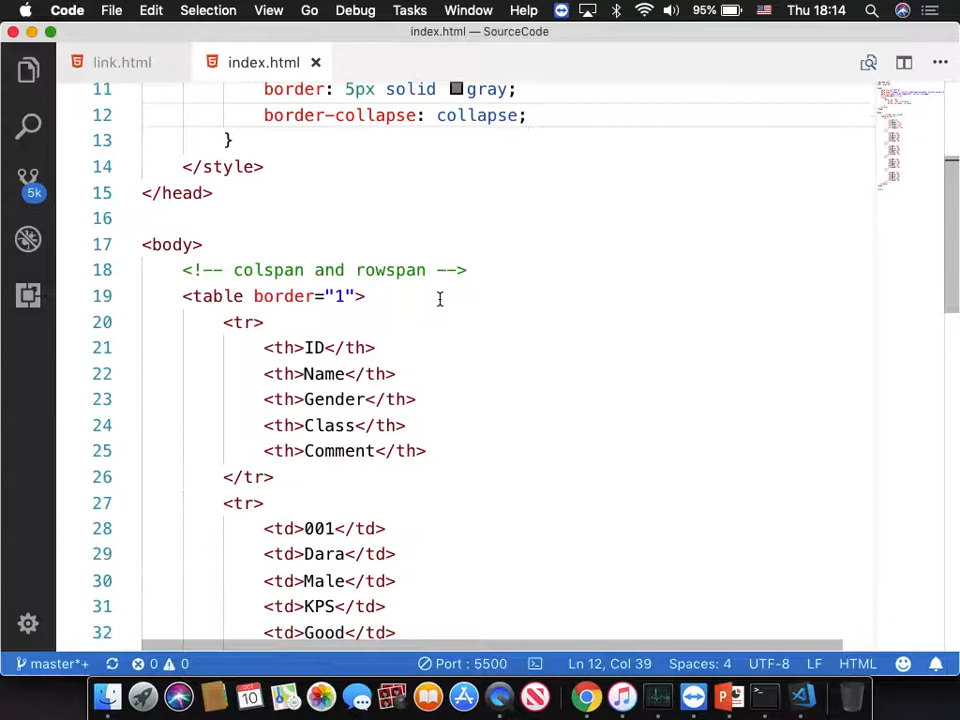 Code File Edit Selection View Go Debug Tasks Window Help 95% Thu 18:14
index.html — SourceCode
link.html index.html
11 border: 5px solid gray;
12 border-collapse: collapse;
13 }
14 </style>
15 </head>
16
17 <body>
18 <!-- colspan and rowspan -->
19 <table border="1">
20 <tr>
21 <th>ID</th>
22 <th>Name</th>
23 <th>Gender</th>
24 <th>Class</th>
25 <th>Comment</th>
26 </tr>
27 <tr>
28 <td>001</td>
29 <td>Dara</td>
30 <td>Male</td>
31 <td>KPS</td>
32 <td>Good</td>
5k
master*+ 0 0 Port : 5500 Ln 12, Col 39 Spaces: 4 UTF-8 LF HTML